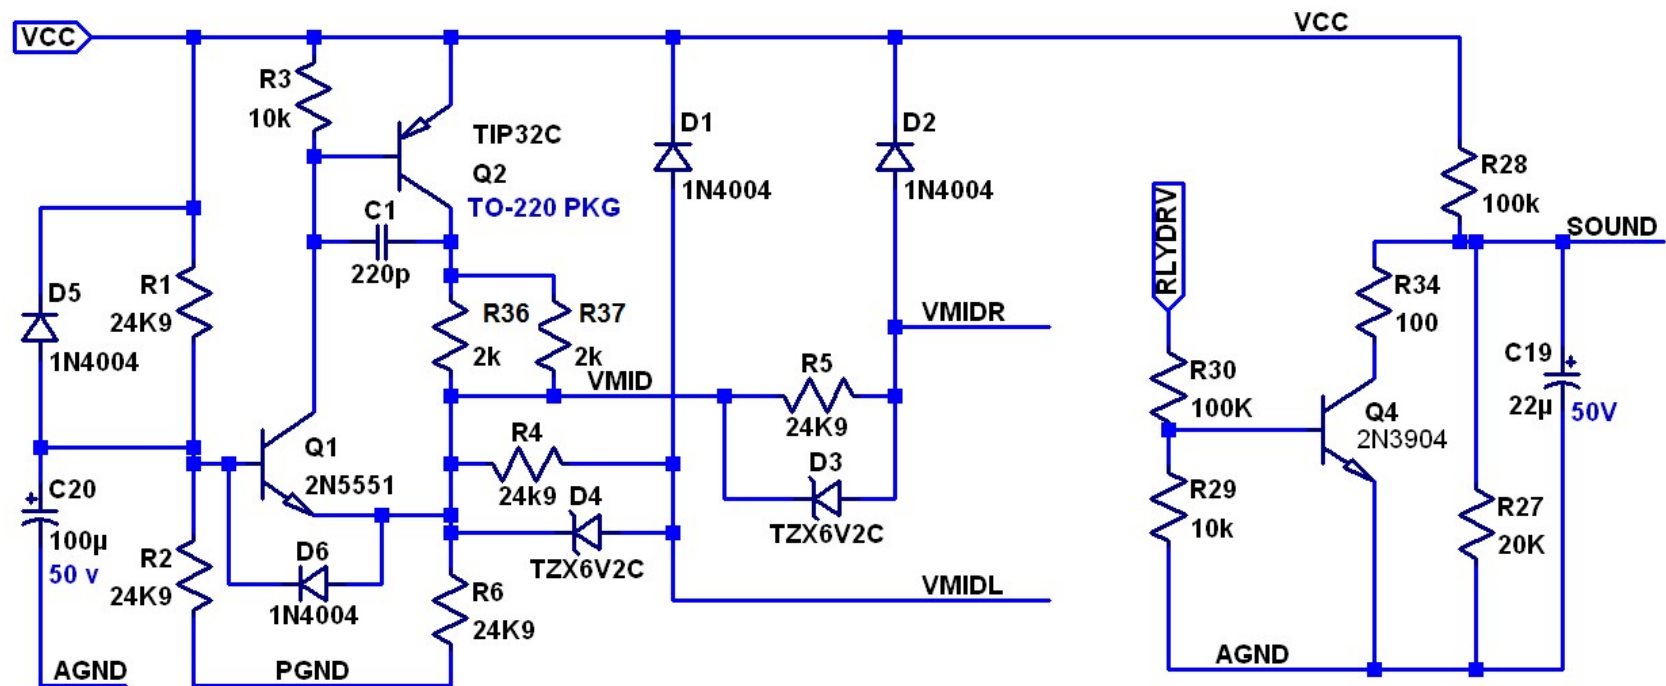 VCC
VCC
R3
10k
TIP32C
Q2
TO-220 PKG
D1
1N4004
D2
1N4004
R28
100k
RLYDRV
SOUND
C1
220p
D5
1N4004
R1
24K9
R36
2k
R37
2k
VMID
VMIDR
R5
24K9
R34
100
C19
+
22µ
50V
R30
100K
Q4
2N3904
Q1
2N5551
R4
24k9
D3
TZX6V2C
D4
TZX6V2C
+
C20
100µ
50 v
R2
24K9
D6
1N4004
R6
24K9
VMIDL
R29
10k
R27
20K
AGND
PGND
AGND